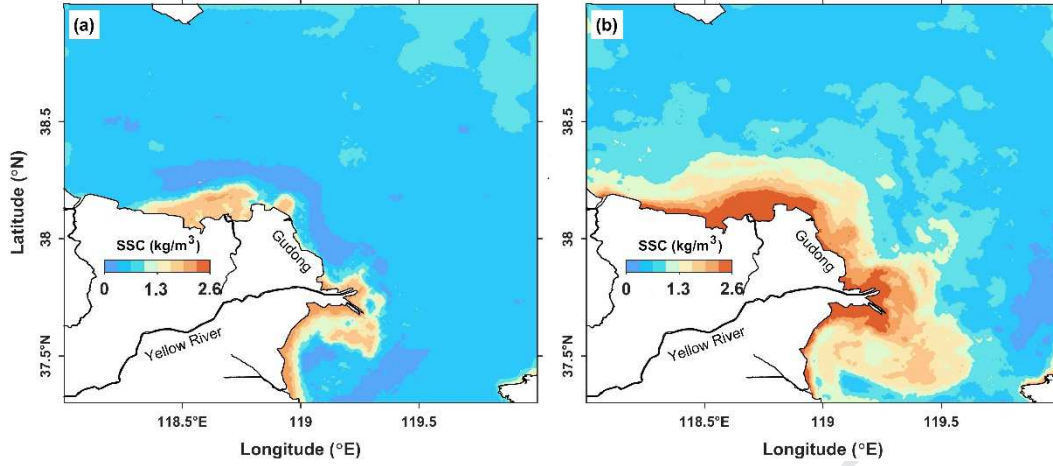 (a)
(b)
38.5
38
37.5°N
Latitude (°N)
SSC (kg/m³)
0 1.3 2.6
Gudong
Yellow River
118.5°E 119 119.5
Longitude (°E)
38.5
38
37.5°N
SSC (kg/m³)
0 1.3 2.6
Gudong
Yellow River
118.5°E 119 119.5
Longitude (°E)